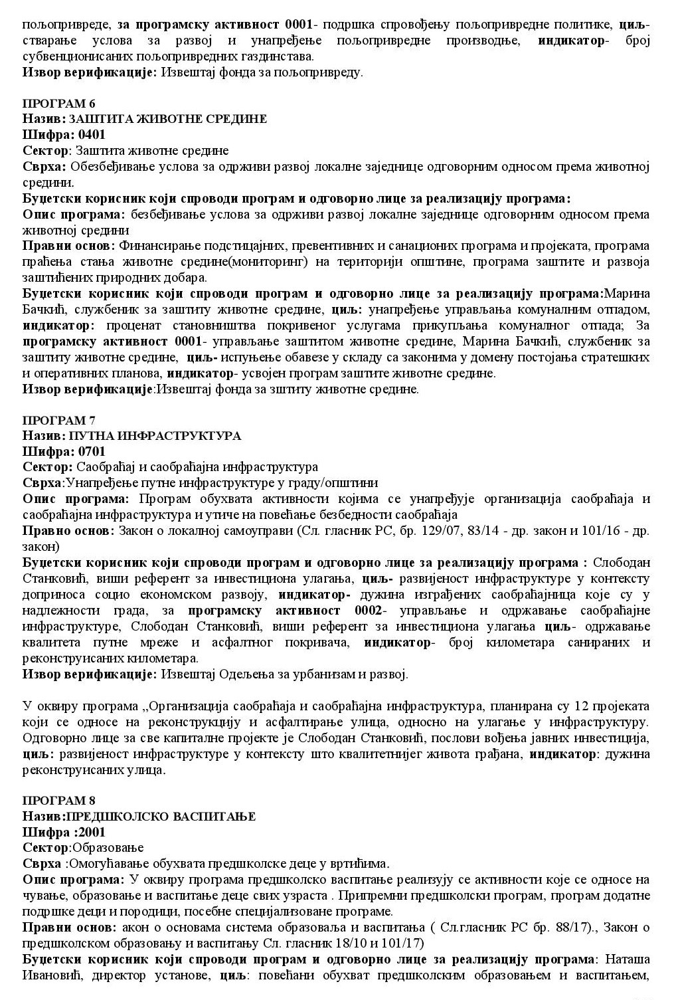 пољопривреде, за програмску активност 0001- подршка спровођењу пољопривредне политике, циљ-
стварање услова за развој и унапређење пољопривредне производње, индикатор- број
субвенционисаних пољопривредних газдинстава.
Извор верификације: Извештај фонда за пољопривреду.
ПРОГРАМ 6
Назив: ЗАШТИТА ЖИВОТНЕ СРЕДИНЕ
Шифра: 0401
Сектор: Заштита животне средине
Сврха: Обезбеђивање услова за одрживи развој локалне заједнице одговорним односом према животној
средини.
Буџетски корисник који спроводи програм и одговорно лице за реализацију програма:
Опис програма: безбеђивање услова за одрживи развој локалне заједнице одговорним односом према
животној средини
Правни основ: Финансирање подстицајних, превентивних и санационих програма и пројеката, програма
праћења стања животне средине(мониторинг) на територији општине, програма заштите и развоја
заштићених природних добара.
Буџетски корисник који спроводи програм и одговорно лице за реализацију програма:Марина
Бачкић, службеник за заштиту животне средине, циљ: унапређење управљања комуналним отпадом,
индикатор: проценат становништва покривеног услугама прикупљања комуналног отпада; За
програмску активност 0001- управљање заштитом животне средине, Марина Бачкић, службеник за
заштиту животне средине, циљ- испуњење обавезе у складу са законима у домену постојања стратешких
и оперативних планова, индикатор- усвојен програм заштите животне средине.
Извор верификације:Извештај фонда за зштиту животне средине.
ПРОГРАМ 7
Назив: ПУТНА ИНФРАСТРУКТУРА
Шифра: 0701
Сектор: Саобраћај и саобраћајна инфраструктура
Сврха:Унапређење путне инфраструктуре у граду/општини
Опис програма: Програм обухвата активности којима се унапређује организација саобраћаја и
саобраћајна инфраструктура и утиче на повећање безбедности саобраћаја
Правно основ: Закон о локалној самоуправи (Сл. гласник РС, бр. 129/07, 83/14 - др. закон и 101/16 - др.
закон)
Буџетски корисник који спроводи програм и одговорно лице за реализацију програма : Слободан
Станковић, виши референт за инвестициона улагања, циљ- развијеност инфраструктуре у контексту
доприноса социо економском развоју, индикатор- дужина изграђених саобраћајница које су у
надлежности града, за програмску активност 0002- управљање и одржавање саобраћајне
инфраструктуре, Слободан Станковић, виши референт за инвестициона улагања циљ- одржавање
квалитета путне мреже и асфалтног покривача, индикатор- број километара санираних и
реконструисаних километара.
Извор верификације: Извештај Одељења за урбанизам и развој.
У оквиру програма ,,Организација саобраћаја и саобраћајна инфраструктура, планирана су 12 пројеката
који се односе на реконструкцију и асфалтирање улица, односно на улагање у инфраструктуру.
Одговорно лице за све капиталне пројекте је Слободан Станковић, послови вођења јавних инвестиција,
циљ: развијеност инфраструктуре у контексту што квалитетнијег живота грађана, индикатор: дужина
реконструисаних улица.
ПРОГРАМ 8
Назив:ПРЕДШКОЛСКО ВАСПИТАЊЕ
Шифра :2001
Сектор:Образовање
Сврха :Омогућавање обухвата предшколске деце у вртићима.
Опис програма: У оквиру програма предшколско васпитање реализују се активности које се односе на
чување, образовање и васпитање деце свих узраста . Припремни предшколски програм, програм додатне
подршке деци и породици, посебне специјализоване програме.
Правни основ: акон о основама система образоваља и васпитања ( Сл.гласник РС бр. 88/17)., Закон о
предшколском образовању и васпитању Сл. гласник 18/10 и 101/17)
Буџетски корисник који спроводи програм и одговорно лице за реализацију програма: Наташа
Ивановић, директор установе, циљ: повећани обухват предшколским образовањем и васпитањем,